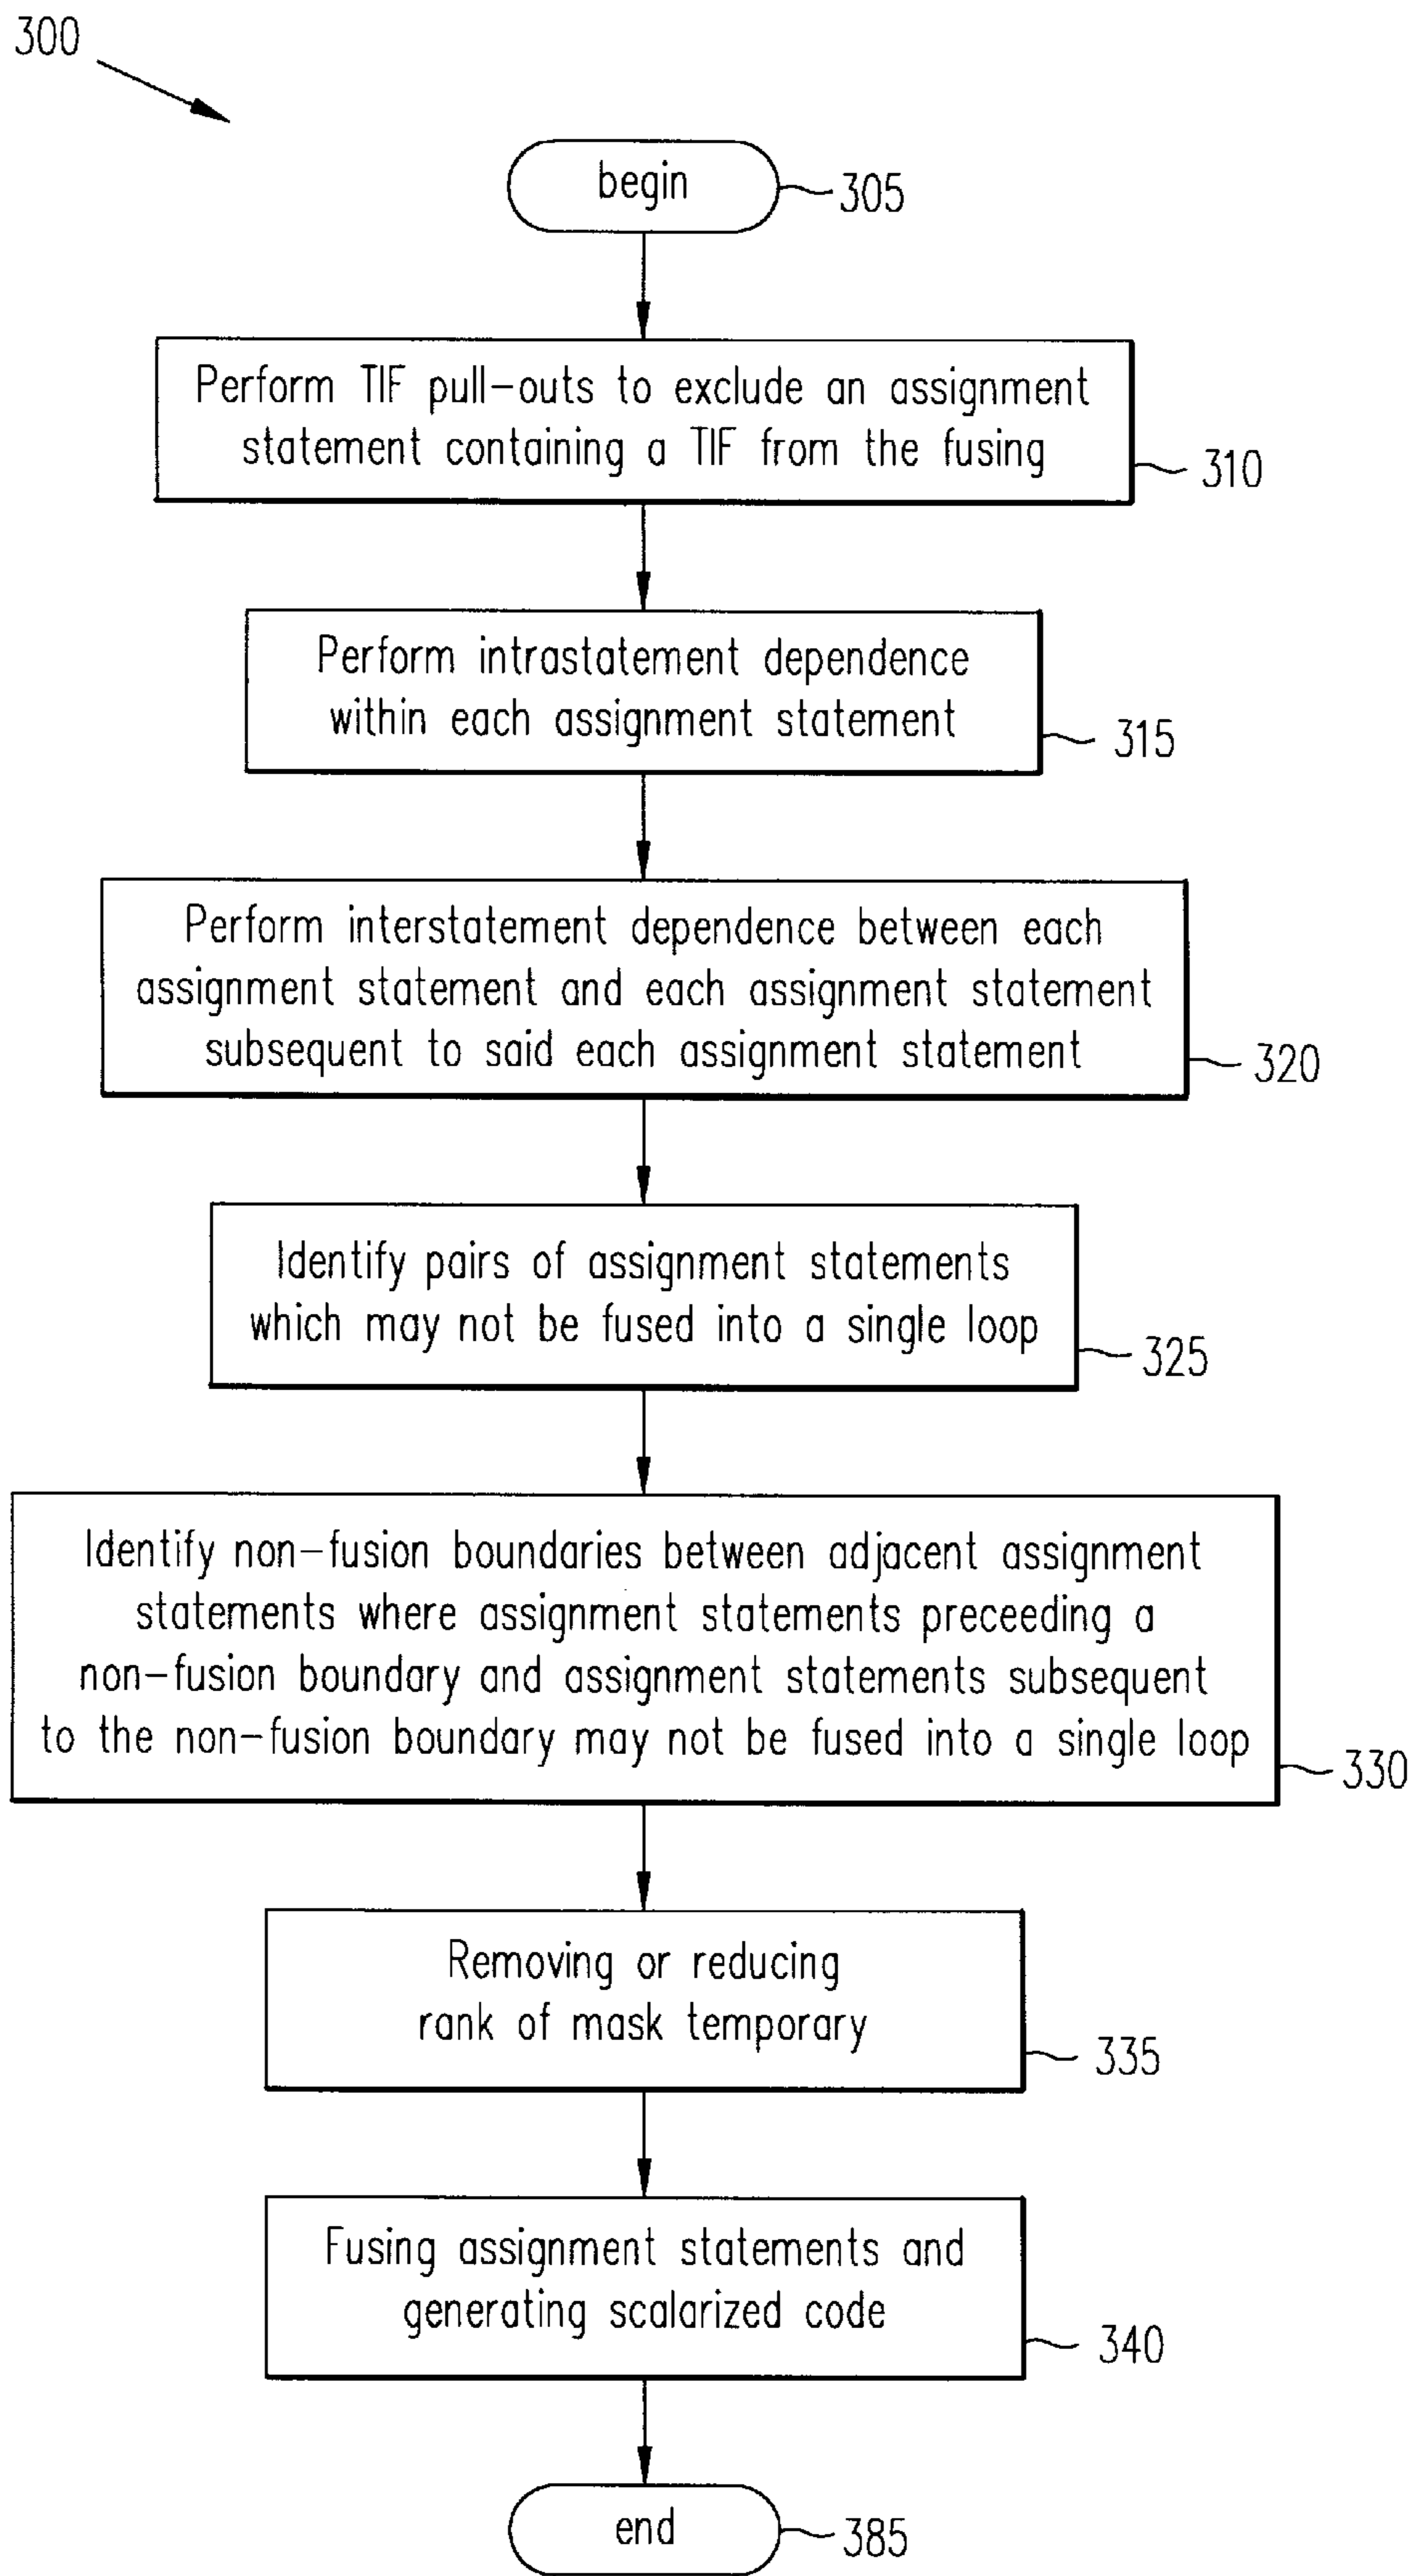 300
begin
305
Perform TIF pull-outs to exclude an assignment
statement containing a TIF from the fusing
310
Perform intrastatement dependence
within each assignment statement
315
Perform interstatement dependence between each
assignment statement and each assignment statement
subsequent to said each assignment statement
320
Identify pairs of assignment statements
which may not be fused into a single loop
325
Identify non-fusion boundaries between adjacent assignment
statements where assignment statements preceeding a
non-fusion boundary and assignment statements subsequent
to the non-fusion boundary may not be fused into a single loop
330
Removing or reducing
rank of mask temporary
335
Fusing assignment statements and
generating scalarized code
340
end
385